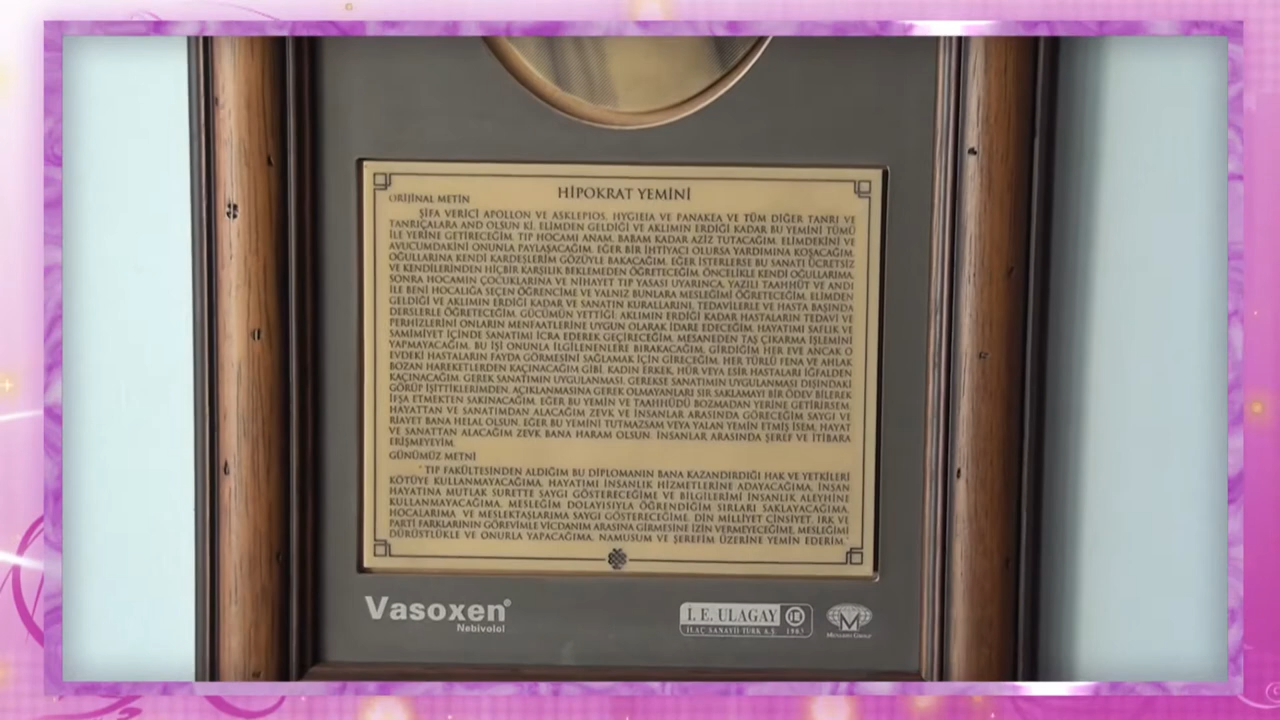 HİPOKRAT YEMİNİ
ORİJİNAL METİN
ŞİFA VERİCİ APOLLON VE ASKLEPIOS, HYGIEIA VE PANAKEA VE TÜM DİĞER TANRI VE
TANRIÇALARA AND OLSUN Kİ, ELİMDEN GELDİĞİ VE AKLIMIN ERDİĞİ KADAR BU YEMİNİ TÜMÜ
İLE YERİNE GETİRECEĞİM. TIP HOCAMI ANAM, BABAM KADAR AZİZ TUTACAĞIM. ELİMDEKİNİ VE
AVUCUMDAKİNİ ONUNLA PAYLAŞACAĞIM. EĞER BİR İHTİYACI OLURSA YARDIMINA KOŞACAĞIM.
OĞULLARINA KENDİ KARDEŞLERİM GÖZÜYLE BAKACAĞIM. EĞER İSTERLERSE BU SANATI ÜCRETSİZ
VE KENDİLERİNDEN HİÇBİR KARŞILIK BEKLEMEDEN ÖĞRETECEĞİM. ÖNCELİKLE KENDİ OĞULLARIMA,
SONRA HOCAMIN ÇOCUKLARINA VE NİHAYET TIP YASASI UYARINCA, YAZILI TAAHHÜT VE ANDI
İLE BENİ HOCALIĞA SEÇEN ÖĞRENCİME VE YALNIZ BUNLARA MESLEĞİMİ ÖĞRETECEĞİM. ELİMDEN
GELDİĞİ VE AKLIMIN ERDİĞİ KADAR VE SANATIN KURALLARINI, TEDAVİLERLE VE HASTA BAŞINDA
DERSLERLE ÖĞRETECEĞİM. GÜCÜMÜN YETTİĞİ, AKLIMIN ERDİĞİ KADAR HASTALARIN TEDAVİ VE
PERHİZLERİNİ ONLARIN MENFAATLERİNE UYGUN OLARAK İDARE EDECEĞİM. HAYATIMI SAFLIK VE
SAMİMİYET İÇİNDE SANATIMI İCRA EDEREK GEÇİRECEĞİM. MESANEDEN TAŞ ÇIKARMA İŞLEMİNİ
YAPMAYACAĞIM, BU İŞİ ONUNLA İLGİLENENLERE BIRAKACAĞIM. GİRDİĞİM HER EVE ANCAK O
EVDEKİ HASTALARIN FAYDA GÖRMESİNİ SAĞLAMAK İÇİN GİRECEĞİM. HER TÜRLÜ FENA VE AHLAK
BOZAN HAREKETLERDEN KAÇINACAĞIM GİBİ, KADIN ERKEK, HÜR VEYA ESİR HASTALARI İĞFALDEN
KAÇINACAĞIM. GEREK SANATIMIN UYGULANMASI, GEREKSE SANATIMIN UYGULANMASI DIŞINDAKİ
GÖRÜP İŞİTTİKLERİMDEN, AÇIKLANMASINA GEREK OLMAYANLARI SIR SAKLAMAYI BİR ÖDEV BİLEREK
İFŞA ETMEKTEN SAKINACAĞIM. EĞER BU YEMİN VE TAAHHÜDÜ BOZMADAN YERİNE GETİRİRSEM,
HAYATTAN VE SANATIMDAN ALACAĞIM ZEVK VE İNSANLAR ARASINDA GÖRECEĞİM SAYGI VE
RİAYET BANA HELAL OLSUN. EĞER BU YEMİNİ TUTMAZSAM VEYA YALAN YEMİN ETMİŞ İSEM, HAYAT
VE SANATTAN ALACAĞIM ZEVK BANA HARAM OLSUN. İNSANLAR ARASINDA ŞEREF VE İTİBARA
ERİŞMEYEYİM.
GÜNÜMÜZ METNİ
" TIP FAKÜLTESİNDEN ALDIĞIM BU DİPLOMANIN BANA KAZANDIRDIĞI HAK VE YETKİLERİ
KÖTÜYE KULLANMAYACAĞIMA, HAYATIMI İNSANLIK HİZMETLERİNE ADAYACAĞIMA, İNSAN
HAYATINA MUTLAK SURETTE SAYGI GÖSTERECEĞİME VE BİLGİLERİMİ İNSANLIK ALEYHİNE
KULLANMAYACAĞIMA, MESLEĞİM DOLAYISIYLA ÖĞRENDİĞİM SIRLARI SAKLAYACAĞIMA,
HOCALARIMA VE MESLEKTAŞLARIMA SAYGI GÖSTERECEĞİME, DİN MİLLİYET CİNSİYET, IRK VE
PARTİ FARKLARININ GÖREVİMLE VİCDANIM ARASINA GİRMESİNE İZİN VERMEYECEĞİME, MESLEĞİMİ
DÜRÜSTLÜKLE VE ONURLA YAPACAĞIMA, NAMUSUM VE ŞEREFİM ÜZERİNE YEMİN EDERİM."
Vasoxen®
Nebivolol
İ. E. ULAGAY
İLAÇ SANAYİİ TÜRK A.Ş. 1903
MENARINI GROUP